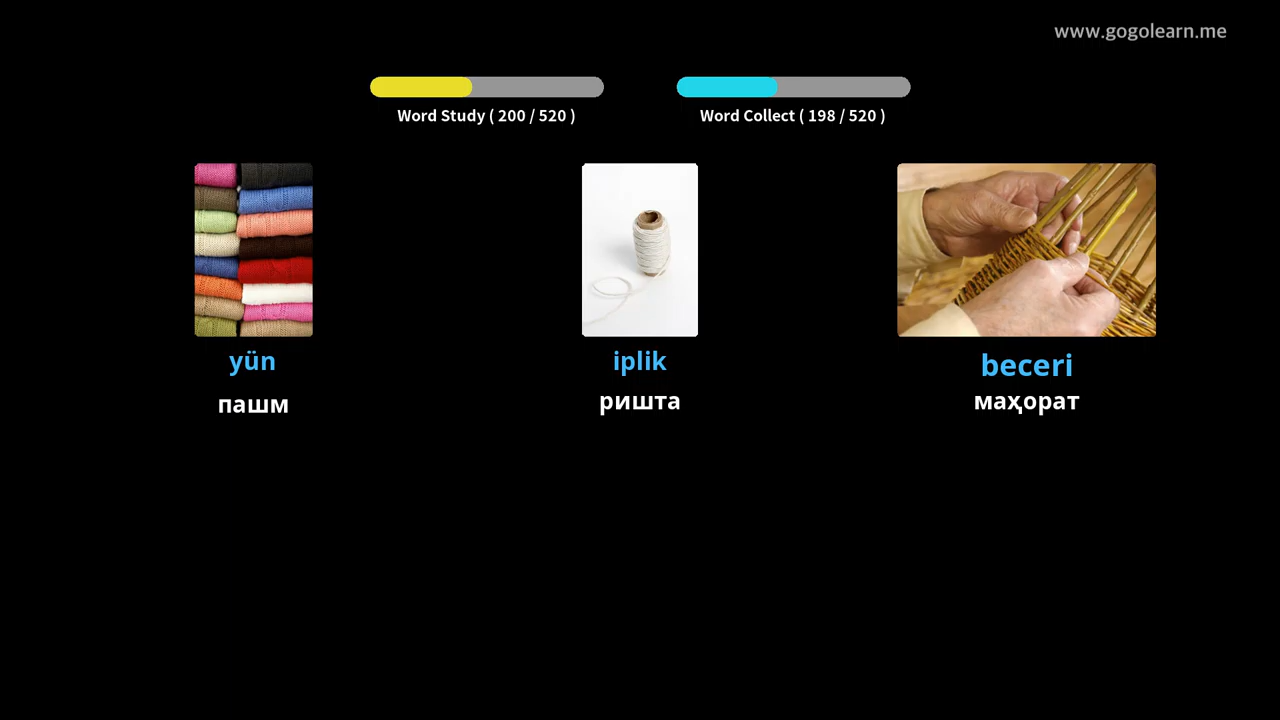 www.gogolearn.me
Word Study ( 200 / 520 )
Word Collect ( 198 / 520 )
yün
iplik
beceri
пашм
ришта
маҳорат